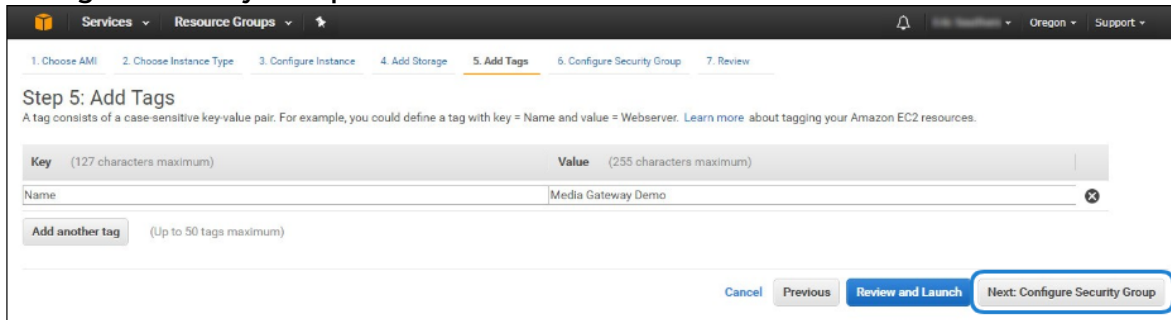 Services Resource Groups Oregon Support
1. Choose AMI 2. Choose Instance Type 3. Configure Instance 4. Add Storage 5. Add Tags 6. Configure Security Group 7. Review
Step 5: Add Tags
A tag consists of a case-sensitive key-value pair. For example, you could define a tag with key = Name and value = Webserver. Learn more about tagging your Amazon EC2 resources.
Key (127 characters maximum) Value (255 characters maximum)
Name Media Gateway Demo
Add another tag (Up to 50 tags maximum)
Cancel Previous Review and Launch Next: Configure Security Group